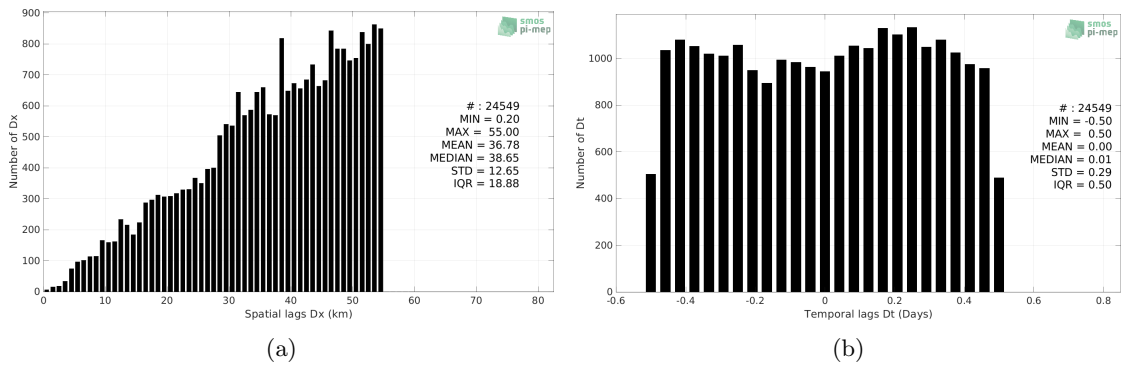 900
800
700
600
500
400
300
200
100
0
Number of Dx
0 10 20 30 40 50 60 70 80
Spatial lags Dx (km)
smos
pi-mep
# : 24549
MIN = 0.20
MAX = 55.00
MEAN = 36.78
MEDIAN = 38.65
STD = 12.65
IQR = 18.88
(a)
1000
800
600
400
200
0
Number of Dt
-0.6 -0.4 -0.2 0 0.2 0.4 0.6 0.8
Temporal lags Dt (Days)
smos
pi-mep
# : 24549
MIN = -0.50
MAX = 0.50
MEAN = 0.00
MEDIAN = 0.01
STD = 0.29
IQR = 0.50
(b)